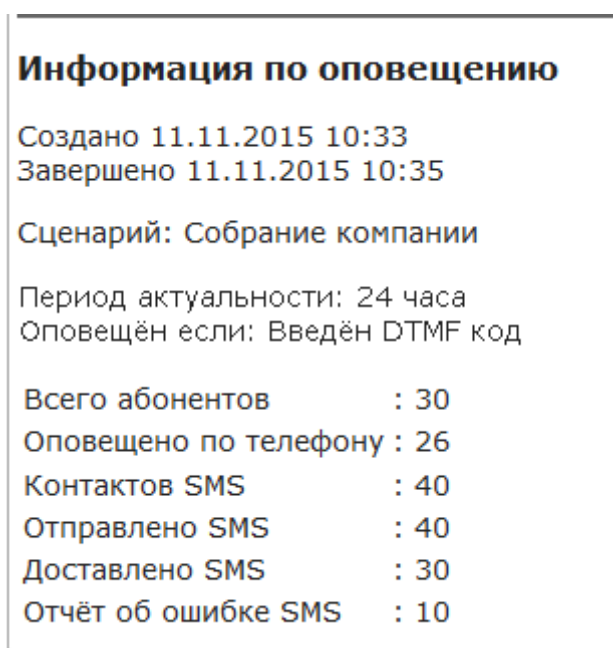 Информация по оповещению
Создано 11.11.2015 10:33
Завершено 11.11.2015 10:35
Сценарий: Собрание компании
Период актуальности: 24 часа
Оповещён если: Введён DTMF код
Всего абонентов : 30
Оповещено по телефону : 26
Контактов SMS : 40
Отправлено SMS : 40
Доставлено SMS : 30
Отчёт об ошибке SMS : 10